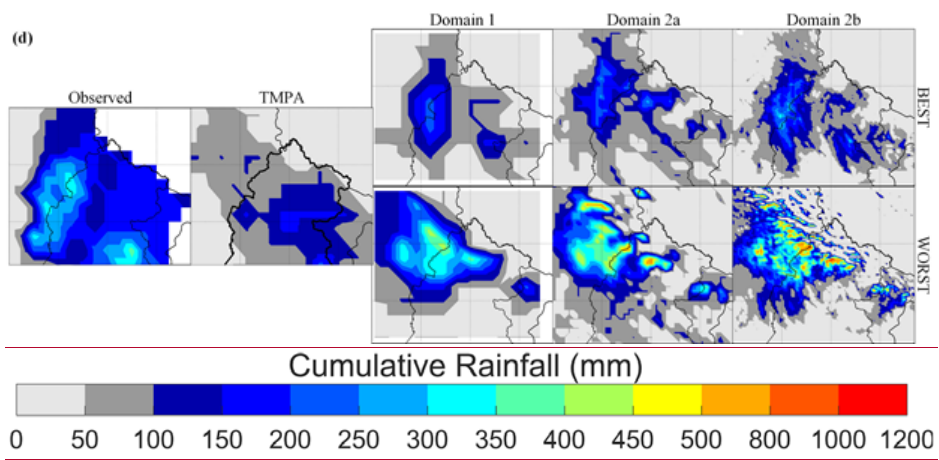 Domain 1 Domain 2a Domain 2b
(d)
Observed TMPA
BEST
WORST
Cumulative Rainfall (mm)
0 50 100 150 200 250 300 350 400 450 500 800 1000 1200